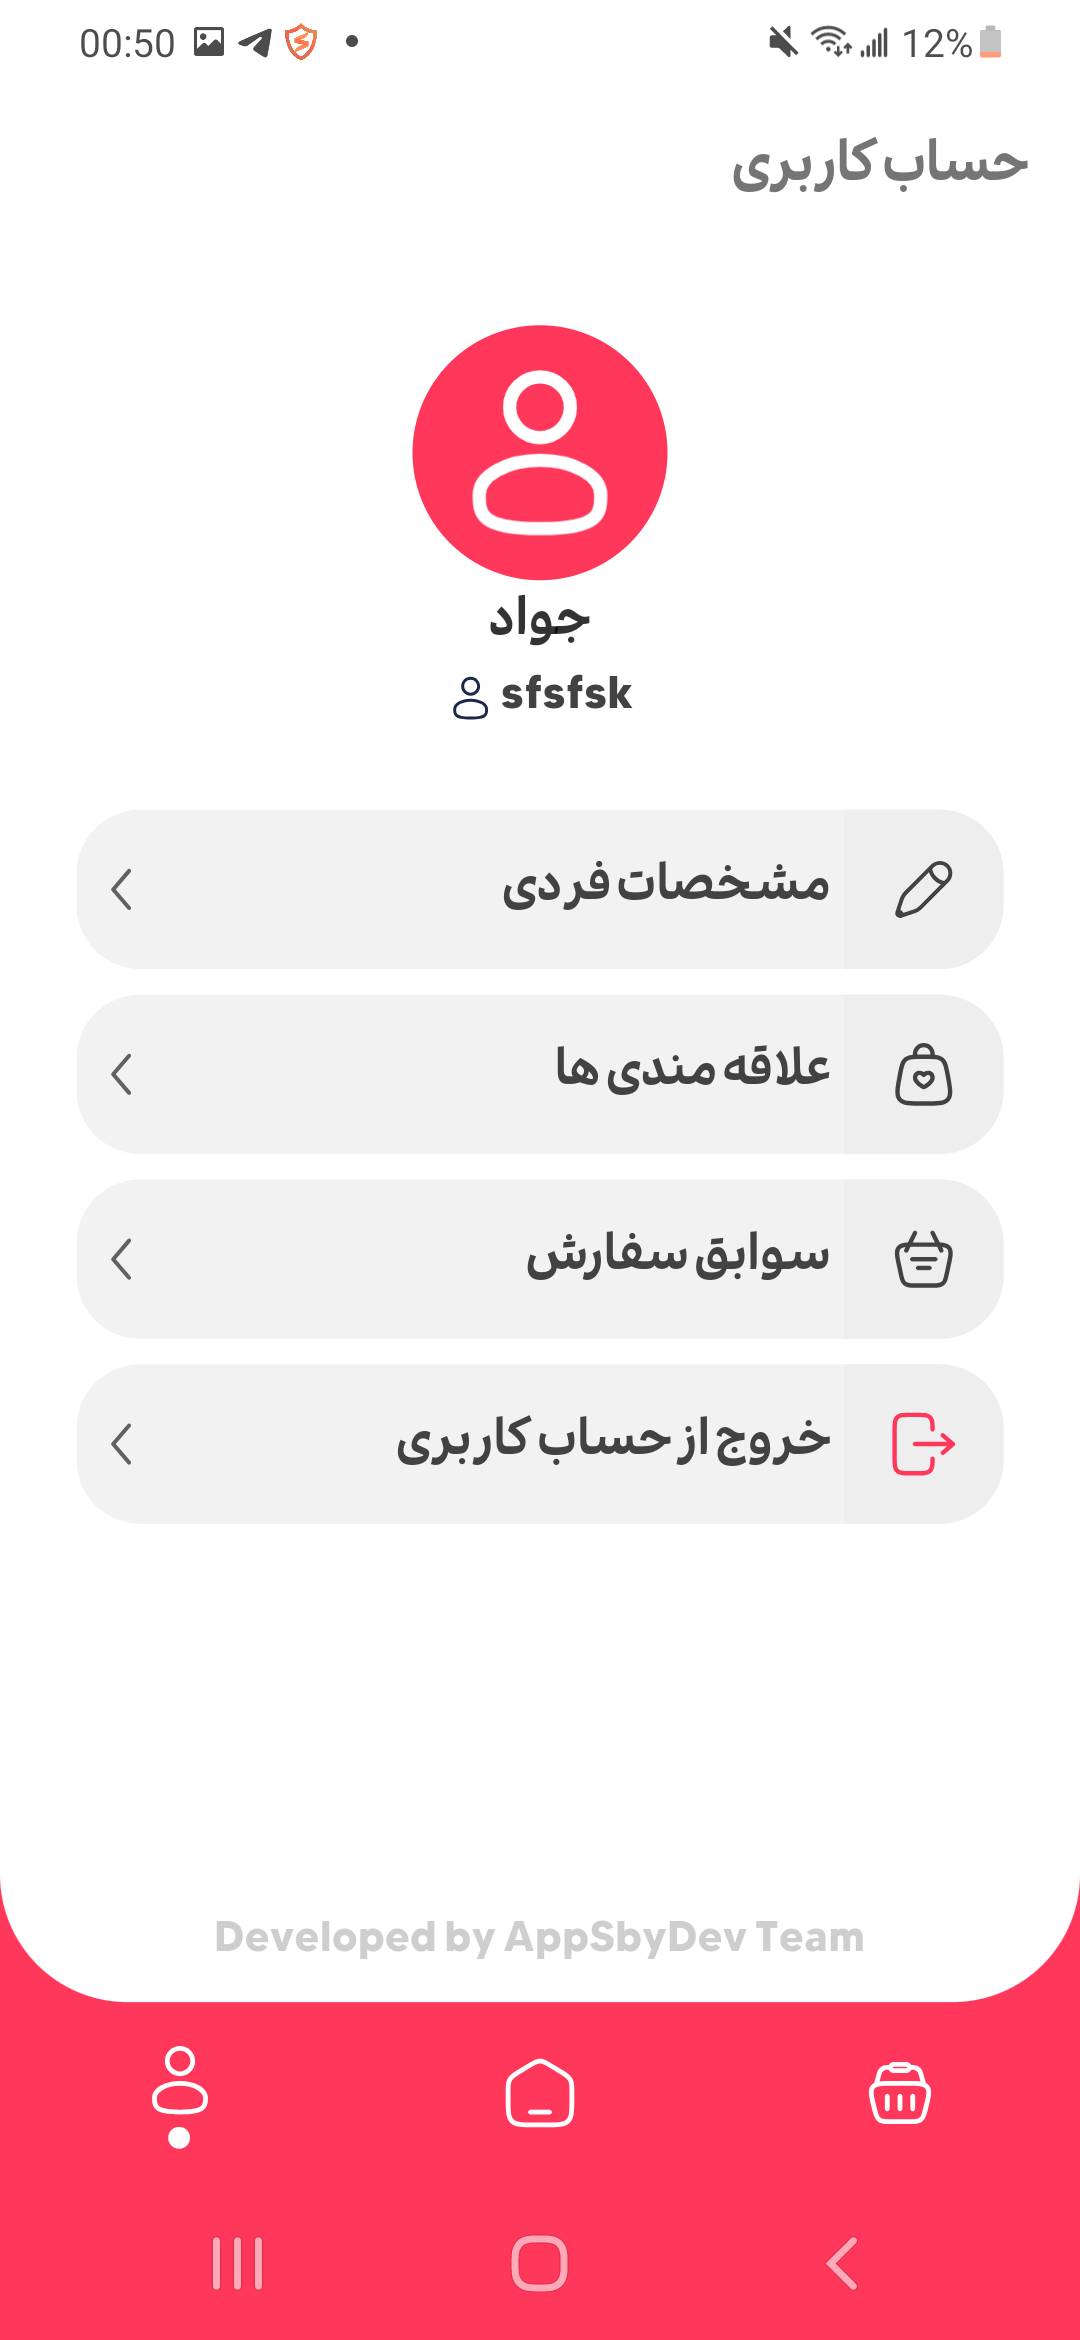 00:50
12%
حساب کاربری
جواد
sfsfsk
مشخصات فردی
علاقه مندی ها
سوابق سفارش
خروج از حساب کاربری
Developed by AppSbyDev Team